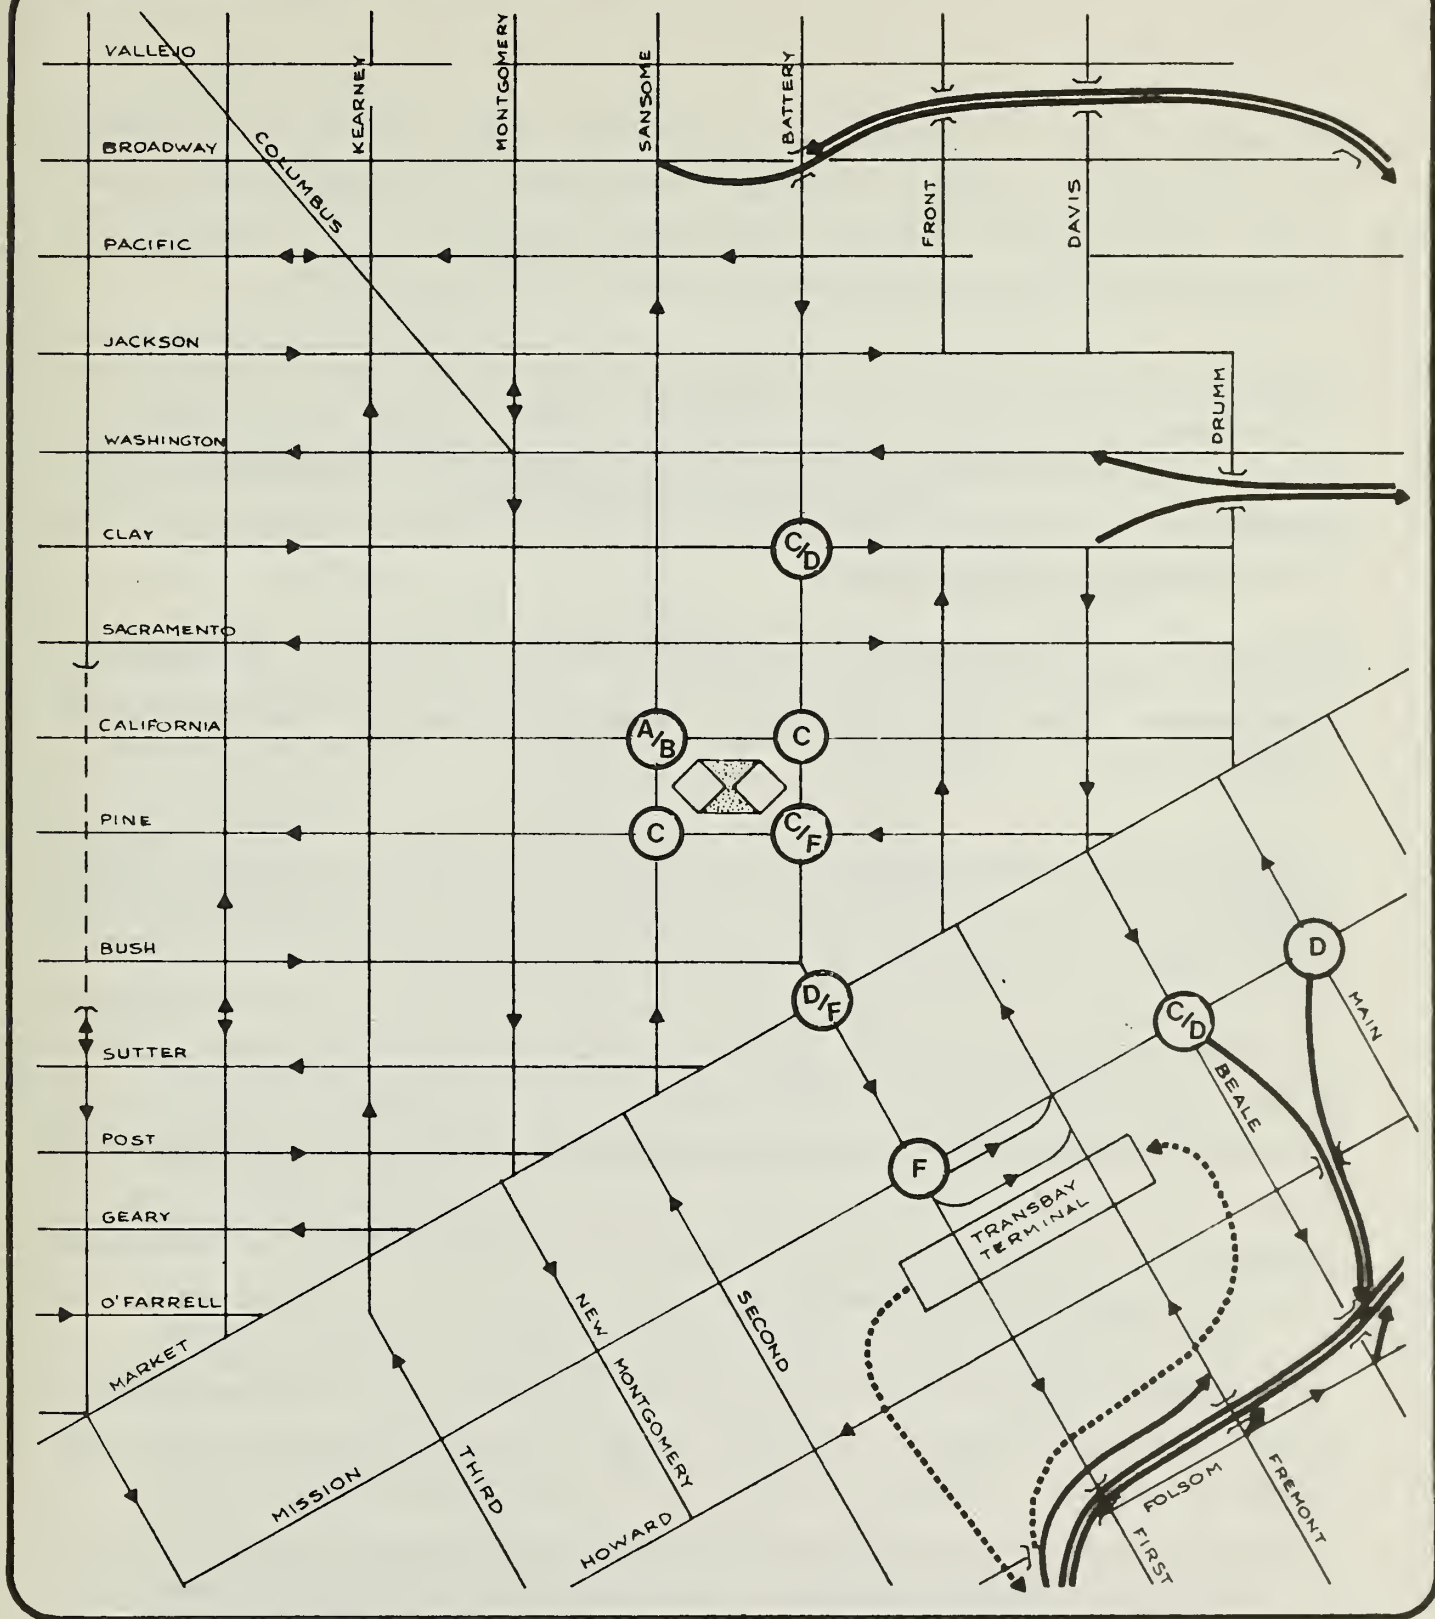 VALLEJO
KEARNEY
MONTGOMERY
SANSOME
BATTERY
BROADWAY
COLUMBUS
PACIFIC
FRONT
DAVIS
JACKSON
DRUMM
WASHINGTON
CLAY
C/D
SACRAMENTO
CALIFORNIA
A/B
C
PINE
C
C/F
BUSH
D
D/F
C/D
MAIN
SUTTER
BEALE
POST
F
TRANSBAY
TERMINAL
GEARY
O'FARRELL
NEW
MONTGOMERY
SECOND
MARKET
MISSION
THIRD
HOWARD
FOLSOM
FREMONT
FIRST